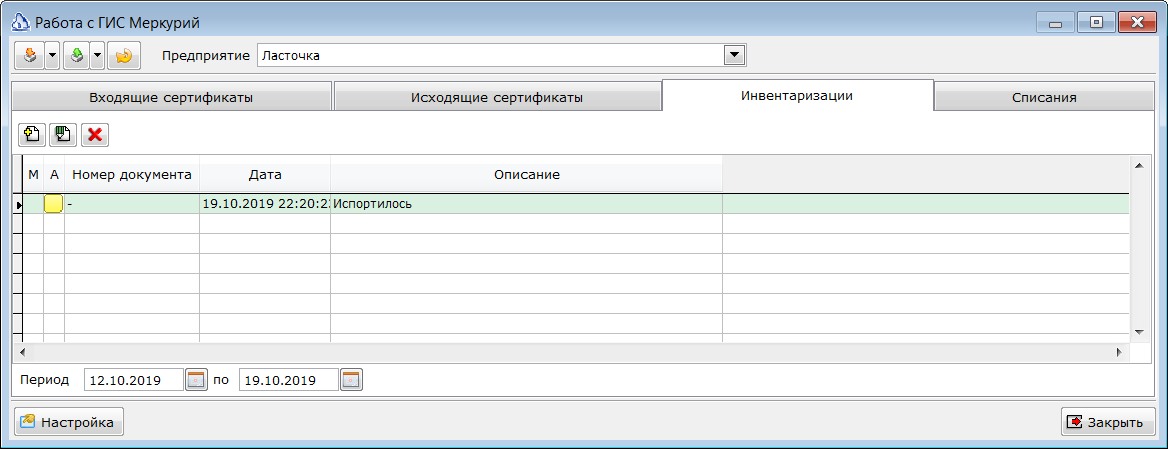 Работа с ГИС Меркурий
Предприятие Ласточка
Входящие сертификаты Исходящие сертификаты Инвентаризации Списания
М А Номер документа Дата Описание
- 19.10.2019 22:20:2 Испортилось
Период 12.10.2019 по 19.10.2019
Настройка Закрыть